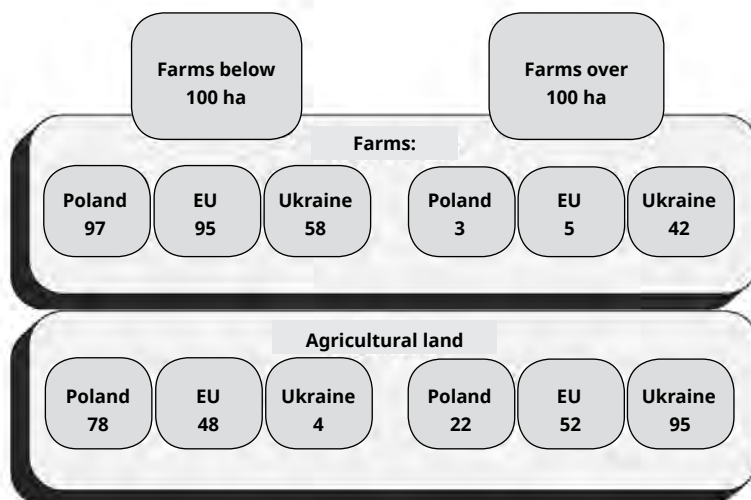 Farms below
100 ha
Farms over
100 ha
Farms:
Poland
97
EU
95
Ukraine
58
Poland
3
EU
5
Ukraine
42
Agricultural land
Poland
78
EU
48
Ukraine
4
Poland
22
EU
52
Ukraine
95